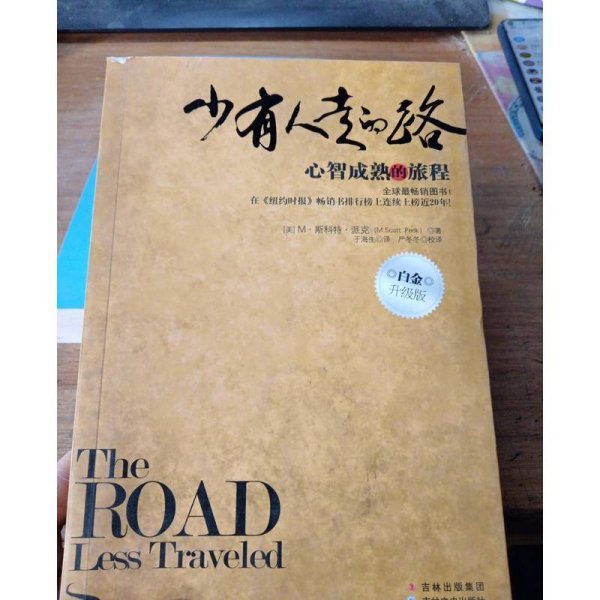 少有人走的路
心智成熟的旅程
全球最畅销图书!
在《纽约时报》畅销书排行榜上连续上榜近20年!
[美] M·斯科特·派克 (M.Scott Peck) ◎著
于海生◎译 严冬冬◎校译
白金
升级版
The
ROAD
Less Traveled
吉林出版集团